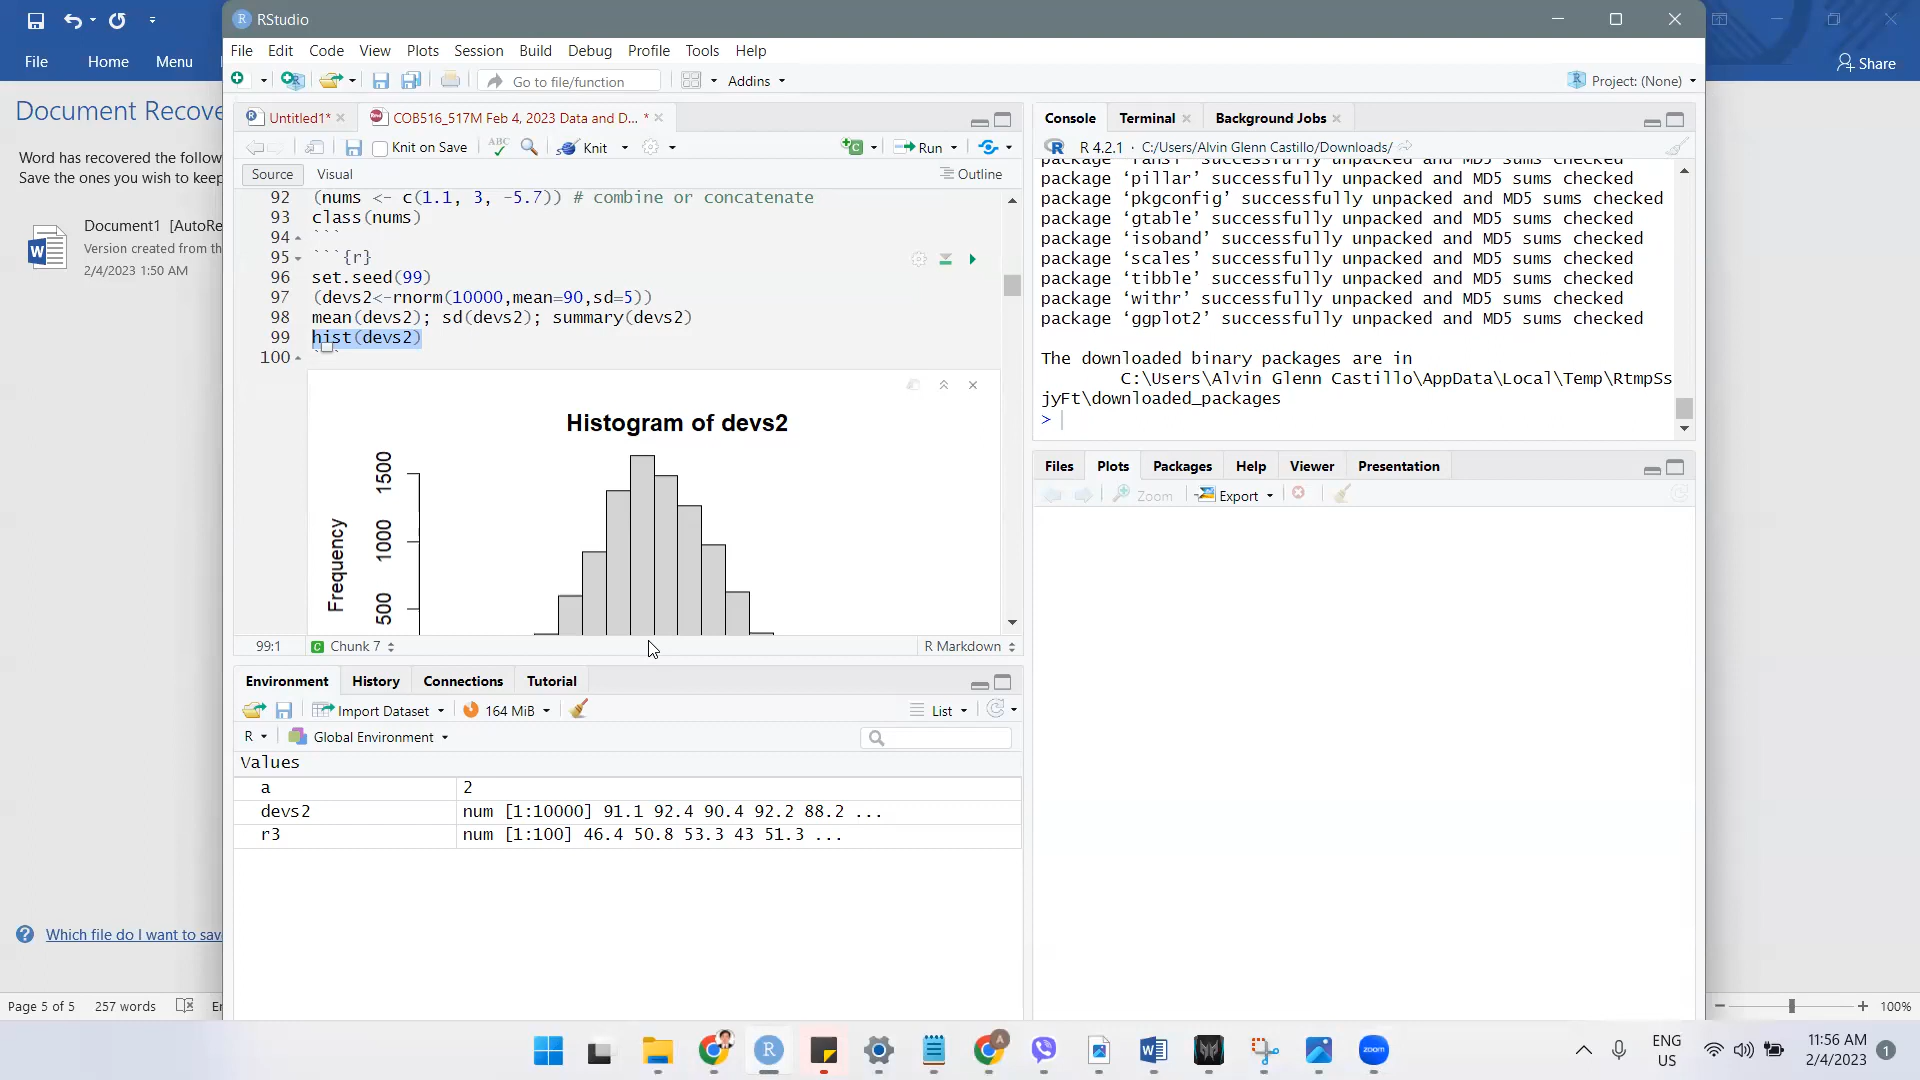 RStudio
File Home Menu
Share
File Edit Code View Plots Session Build Debug Profile Tools Help
Go to file/function
Addins
Project: (None)
Document Recove
Word has recovered the follow
Save the ones you wish to keep
Document1 [AutoRe
Version created from th
2/4/2023 1:50 AM
Which file do I want to sav
Untitled1*
COB516_517M Feb 4, 2023 Data and D... *
Knit on Save
ABC
Knit
Run
Source
Visual
Outline
92 (nums <- c(1.1, 3, -5.7)) # combine or concatenate
93 class(nums)
94 ```
95 ```{r}
96 set.seed(99)
97 (devs2<-rnorm(10000,mean=90,sd=5))
98 mean(devs2); sd(devs2); summary(devs2)
99 hist(devs2)
100 ```
Histogram of devs2
Frequency
1500
1000
500
99:1
Chunk 7
R Markdown
Console
Terminal
Background Jobs
R 4.2.1 · C:/Users/Alvin Glenn Castillo/Downloads/
package ‘fansi’ successfully unpacked and MD5 sums checked
package ‘pillar’ successfully unpacked and MD5 sums checked
package ‘pkgconfig’ successfully unpacked and MD5 sums checked
package ‘gtable’ successfully unpacked and MD5 sums checked
package ‘isoband’ successfully unpacked and MD5 sums checked
package ‘scales’ successfully unpacked and MD5 sums checked
package ‘tibble’ successfully unpacked and MD5 sums checked
package ‘withr’ successfully unpacked and MD5 sums checked
package ‘ggplot2’ successfully unpacked and MD5 sums checked
The downloaded binary packages are in
C:\Users\Alvin Glenn Castillo\AppData\Local\Temp\RtmpSs
jyFt\downloaded_packages
>
Files Plots Packages Help Viewer Presentation
Zoom
Export
Environment History Connections Tutorial
Import Dataset
164 MiB
List
R
Global Environment
Values
a 2
devs2 num [1:10000] 91.1 92.4 90.4 92.2 88.2 ...
r3 num [1:100] 46.4 50.8 53.3 43 51.3 ...
Page 5 of 5
257 words
En
100%
zoom
ENG
US
11:56 AM
2/4/2023
1